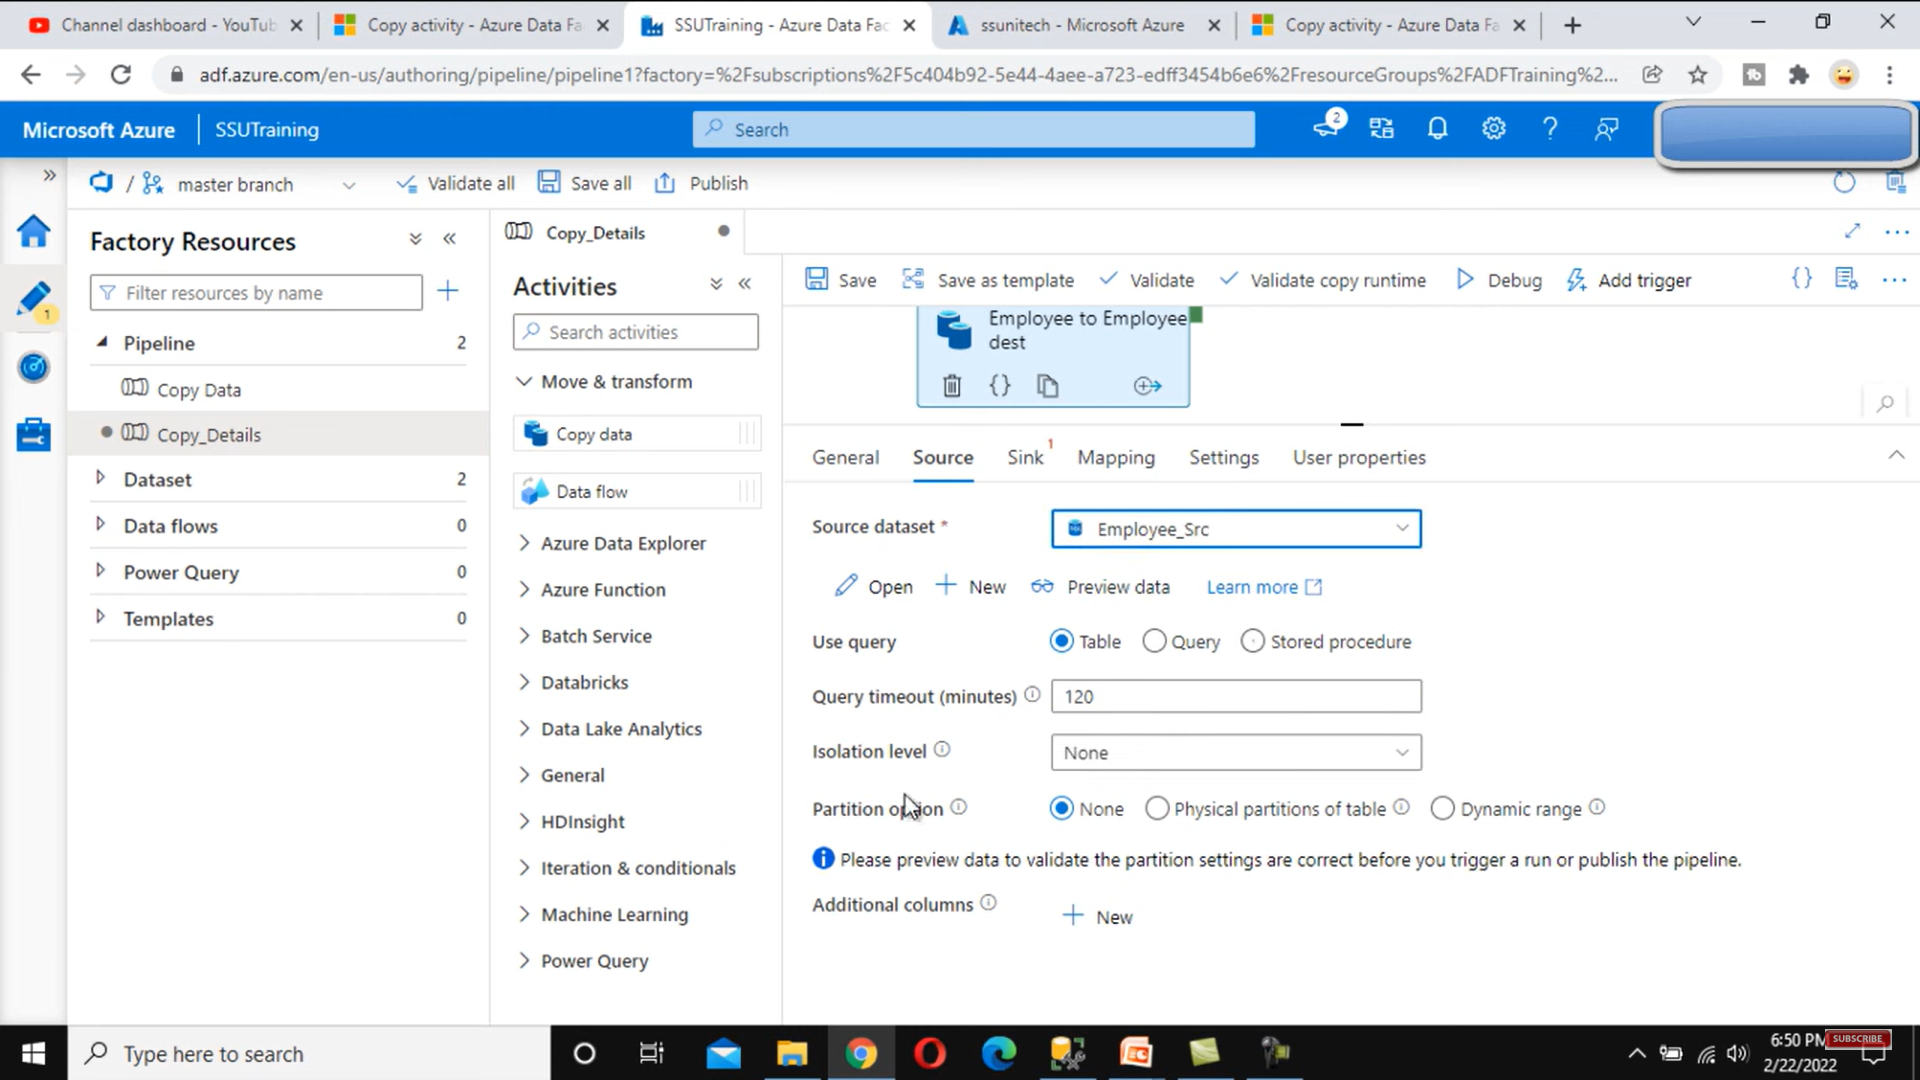 Channel dashboard - YouTub
Copy activity - Azure Data Fa
SSUTraining - Azure Data Fac
ssunitech - Microsoft Azure
Copy activity - Azure Data Fa
adf.azure.com/en-us/authoring/pipeline/pipeline1?factory=%2Fsubscriptions%2F5c404b92-5e44-4aee-a723-edff3454b6e6%2FresourceGroups%2FADFTraining%2...
Microsoft Azure
SSUTraining
Search
2
/ master branch
Validate all
Save all
Publish
Factory Resources
Filter resources by name
1
Pipeline 2
Copy Data
Copy_Details
Dataset 2
Data flows 0
Power Query 0
Templates 0
Copy_Details
Activities
Search activities
Move & transform
Copy data
Data flow
Azure Data Explorer
Azure Function
Batch Service
Databricks
Data Lake Analytics
General
HDInsight
Iteration & conditionals
Machine Learning
Power Query
Save
Save as template
Validate
Validate copy runtime
Debug
Add trigger
Employee to Employee
dest
General
Source
Sink 1
Mapping
Settings
User properties
Source dataset *
Employee_Src
Open
New
Preview data
Learn more
Use query
Table
Query
Stored procedure
Query timeout (minutes)
120
Isolation level
None
Partition option
None
Physical partitions of table
Dynamic range
Please preview data to validate the partition settings are correct before you trigger a run or publish the pipeline.
Additional columns
New
Type here to search
6:50 PM
2/22/2022
SUBSCRIBE